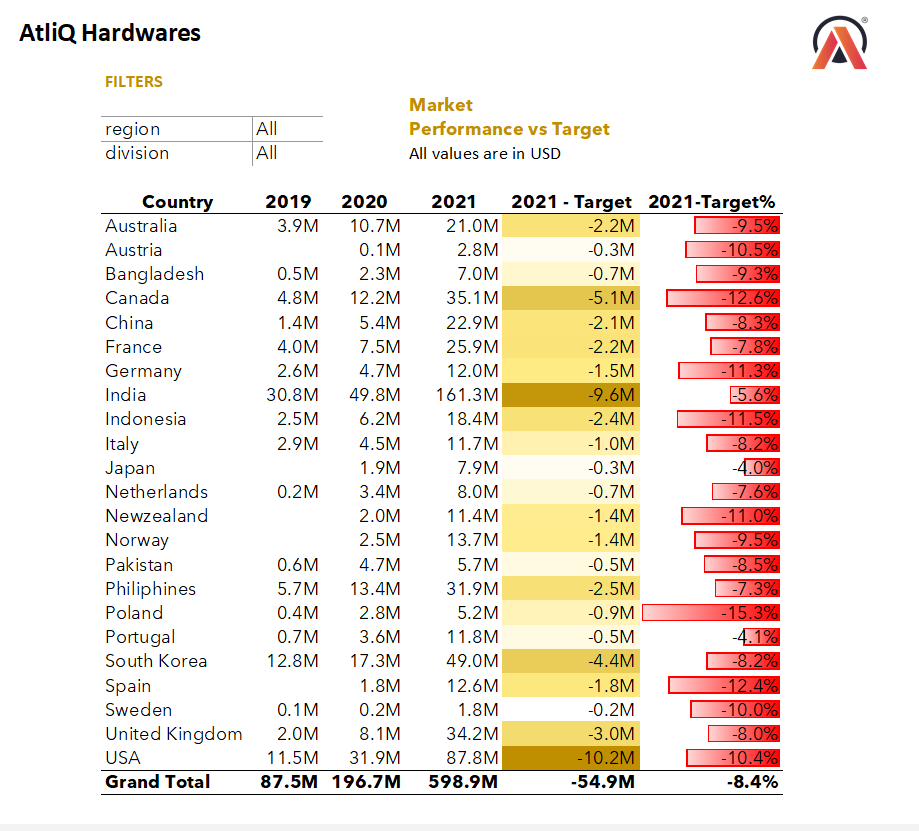 AtliQ Hardwares
®
FILTERS
region All
division All
Market
Performance vs Target
All values are in USD
Country 2019 2020 2021 2021 - Target 2021-Target%
Australia 3.9M 10.7M 21.0M -2.2M -9.5%
Austria 0.1M 2.8M -0.3M -10.5%
Bangladesh 0.5M 2.3M 7.0M -0.7M -9.3%
Canada 4.8M 12.2M 35.1M -5.1M -12.6%
China 1.4M 5.4M 22.9M -2.1M -8.3%
France 4.0M 7.5M 25.9M -2.2M -7.8%
Germany 2.6M 4.7M 12.0M -1.5M -11.3%
India 30.8M 49.8M 161.3M -9.6M -5.6%
Indonesia 2.5M 6.2M 18.4M -2.4M -11.5%
Italy 2.9M 4.5M 11.7M -1.0M -8.2%
Japan 1.9M 7.9M -0.3M -4.0%
Netherlands 0.2M 3.4M 8.0M -0.7M -7.6%
Newzealand 2.0M 11.4M -1.4M -11.0%
Norway 2.5M 13.7M -1.4M -9.5%
Pakistan 0.6M 4.7M 5.7M -0.5M -8.5%
Philiphines 5.7M 13.4M 31.9M -2.5M -7.3%
Poland 0.4M 2.8M 5.2M -0.9M -15.3%
Portugal 0.7M 3.6M 11.8M -0.5M -4.1%
South Korea 12.8M 17.3M 49.0M -4.4M -8.2%
Spain 1.8M 12.6M -1.8M -12.4%
Sweden 0.1M 0.2M 1.8M -0.2M -10.0%
United Kingdom 2.0M 8.1M 34.2M -3.0M -8.0%
USA 11.5M 31.9M 87.8M -10.2M -10.4%
Grand Total 87.5M 196.7M 598.9M -54.9M -8.4%